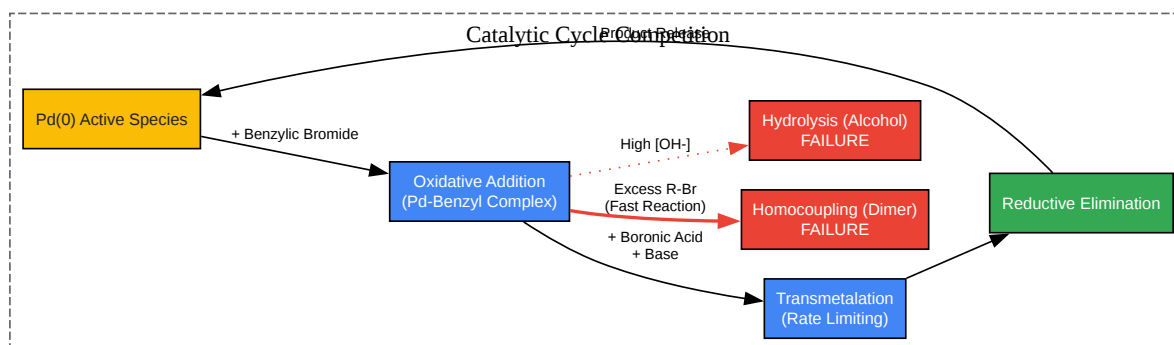 Catalytic Cycle Competition
Product Release
Pd(0) Active Species
+ Benzylic Bromide
Oxidative Addition
(Pd-Benzyl Complex)
High [OH-]
Hydrolysis (Alcohol)
FAILURE
Excess R-Br
(Fast Reaction)
Homocoupling (Dimer)
FAILURE
+ Boronic Acid
+ Base
Transmetalation
(Rate Limiting)
Reductive Elimination